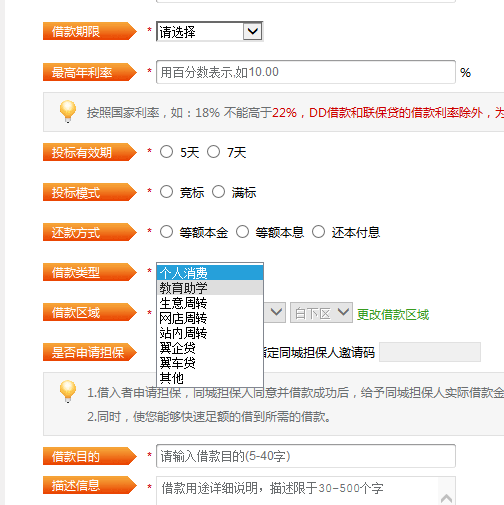 借款期限 * 请选择
最高年利率 * 用百分数表示,如10.00 %
按照国家利率，如：18% 不能高于22%，DD借款和联保贷的借款利率除外，为
投标有效期 * 5天 7天
投标模式 * 竞标 满标
还款方式 * 等额本金 等额本息 还本付息
借款类型 * 个人消费
教育助学
生意周转
借款区域 * 网店周转 白下区 更改借款区域
站内周转
是否申请担保 翼企贷 指定同城担保人邀请码
翼车贷
其他
1.借入者申请担保，同城担保人同意并借款成功后，给予同城担保人实际借款金
2.同时，使您能够快速足额的借到所需的借款。
借款目的 * 请输入借款目的(5-40字)
描述信息 * 借款用途详细说明，描述限于30-500个字